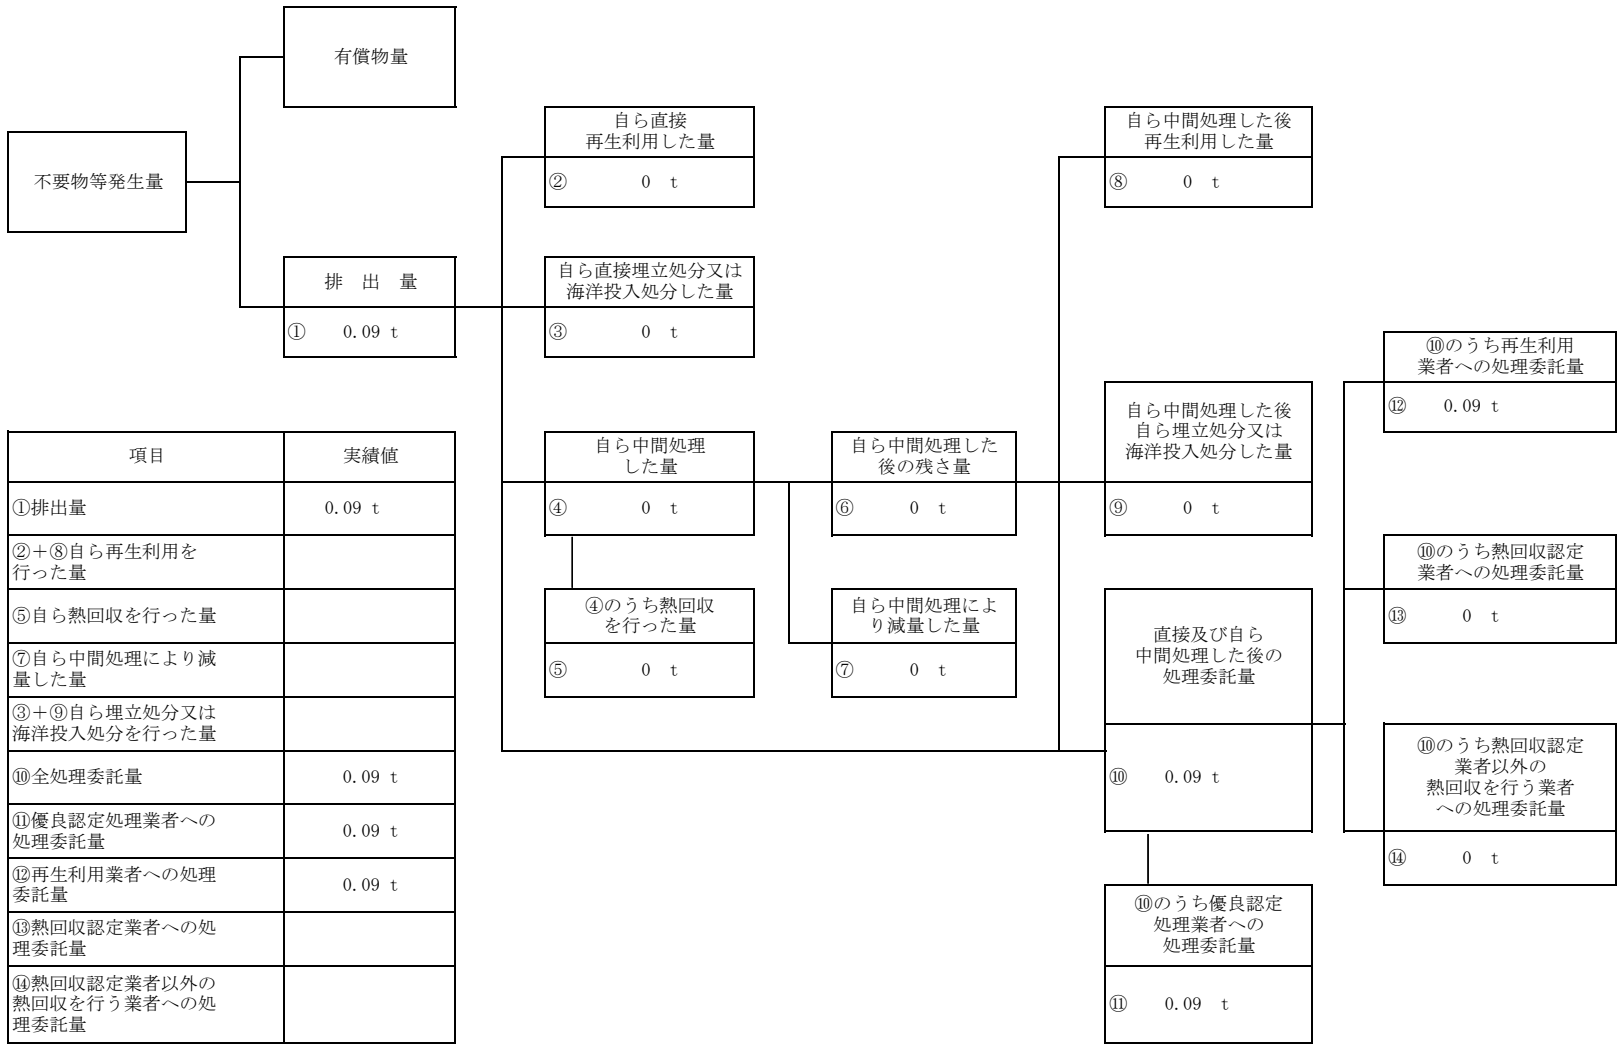 有償物量
不要物等発生量
排　出　量
① 0.09 t
自ら直接
再生利用した量
② 0 t
自ら直接埋立処分又は
海洋投入処分した量
③ 0 t
自ら中間処理
した量
④ 0 t
④のうち熱回収
を行った量
⑤ 0 t
自ら中間処理した
後の残さ量
⑥ 0 t
自ら中間処理によ
り減量した量
⑦ 0 t
自ら中間処理した後
再生利用した量
⑧ 0 t
自ら中間処理した後
自ら埋立処分又は
海洋投入処分した量
⑨ 0 t
直接及び自ら
中間処理した後の
処理委託量
⑩ 0.09 t
⑩のうち優良認定
処理業者への
処理委託量
⑪ 0.09 t
⑩のうち再生利用
業者への処理委託量
⑫ 0.09 t
⑩のうち熱回収認定
業者への処理委託量
⑬ 0 t
⑩のうち熱回収認定
業者以外の
熱回収を行う業者
への処理委託量
⑭ 0 t
項目 実績値
①排出量 0.09 t
②＋⑧自ら再生利用を
行った量
⑤自ら熱回収を行った量
⑦自ら中間処理により減
量した量
③＋⑨自ら埋立処分又は
海洋投入処分を行った量
⑩全処理委託量 0.09 t
⑪優良認定処理業者への
処理委託量 0.09 t
⑫再生利用業者への処理
委託量 0.09 t
⑬熱回収認定業者への処
理委託量
⑭熱回収認定業者以外の
熱回収を行う業者への処
理委託量